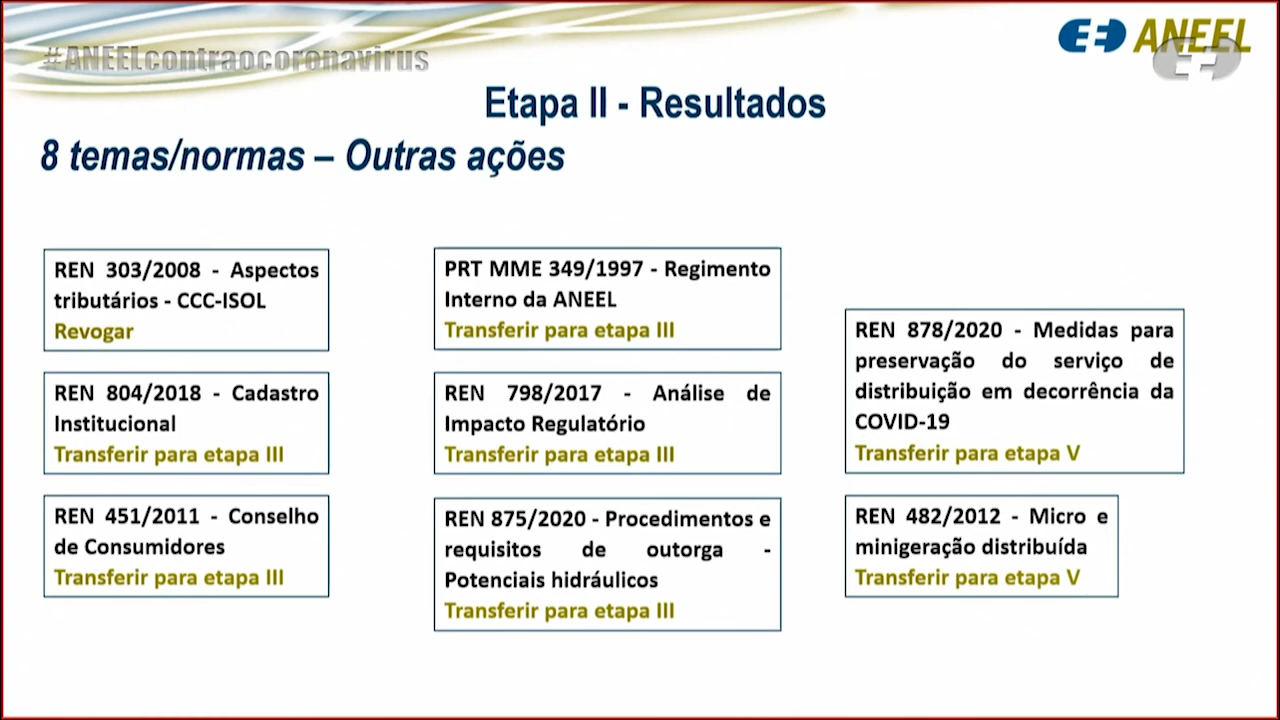 #ANEELcontraocoronavirus
ANEEL
Etapa II - Resultados
8 temas/normas – Outras ações
REN 303/2008 - Aspectos
tributários - CCC-ISOL
Revogar
REN 804/2018 - Cadastro
Institucional
Transferir para etapa III
REN 451/2011 - Conselho
de Consumidores
Transferir para etapa III
PRT MME 349/1997 - Regimento
Interno da ANEEL
Transferir para etapa III
REN 798/2017 - Análise de
Impacto Regulatório
Transferir para etapa III
REN 875/2020 - Procedimentos e
requisitos de outorga -
Potenciais hidráulicos
Transferir para etapa III
REN 878/2020 - Medidas para
preservação do serviço de
distribuição em decorrência da
COVID-19
Transferir para etapa V
REN 482/2012 - Micro e
minigeração distribuída
Transferir para etapa V